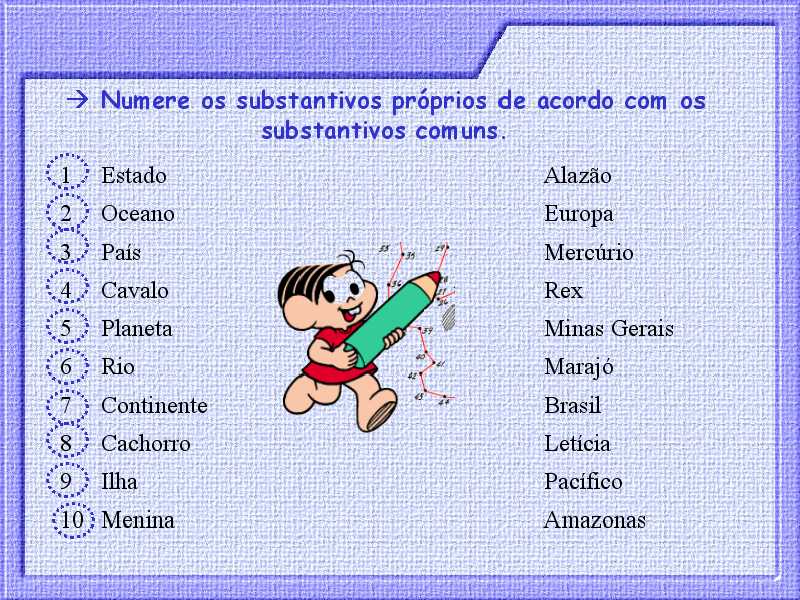 → Numere os substantivos próprios de acordo com os
substantivos comuns.
1 Estado Alazão
2 Oceano Europa
3 País Mercúrio
4 Cavalo Rex
5 Planeta Minas Gerais
6 Rio Marajó
7 Continente Brasil
8 Cachorro Letícia
9 Ilha Pacífico
10 Menina Amazonas